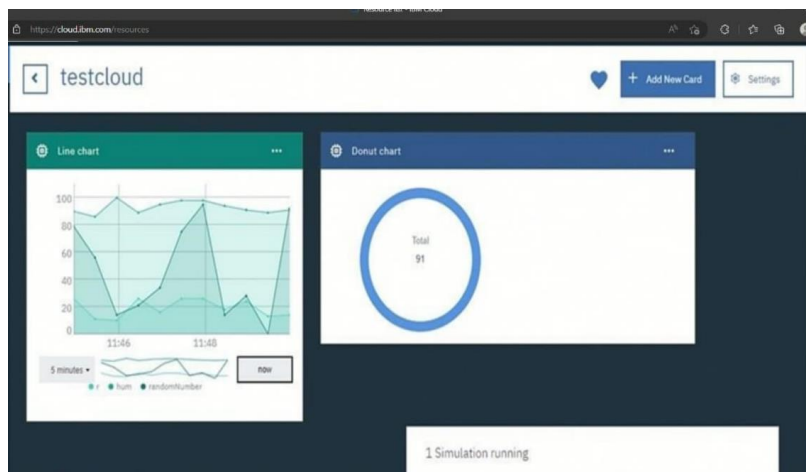 https://cloud.ibm.com/resources
testcloud
+ Add New Card
Settings
Line chart
...
Donut chart
...
100
80
60
40
20
0
11:46
11:48
Total
91
5 minutes
now
r hum randomNumber
1 Simulation running